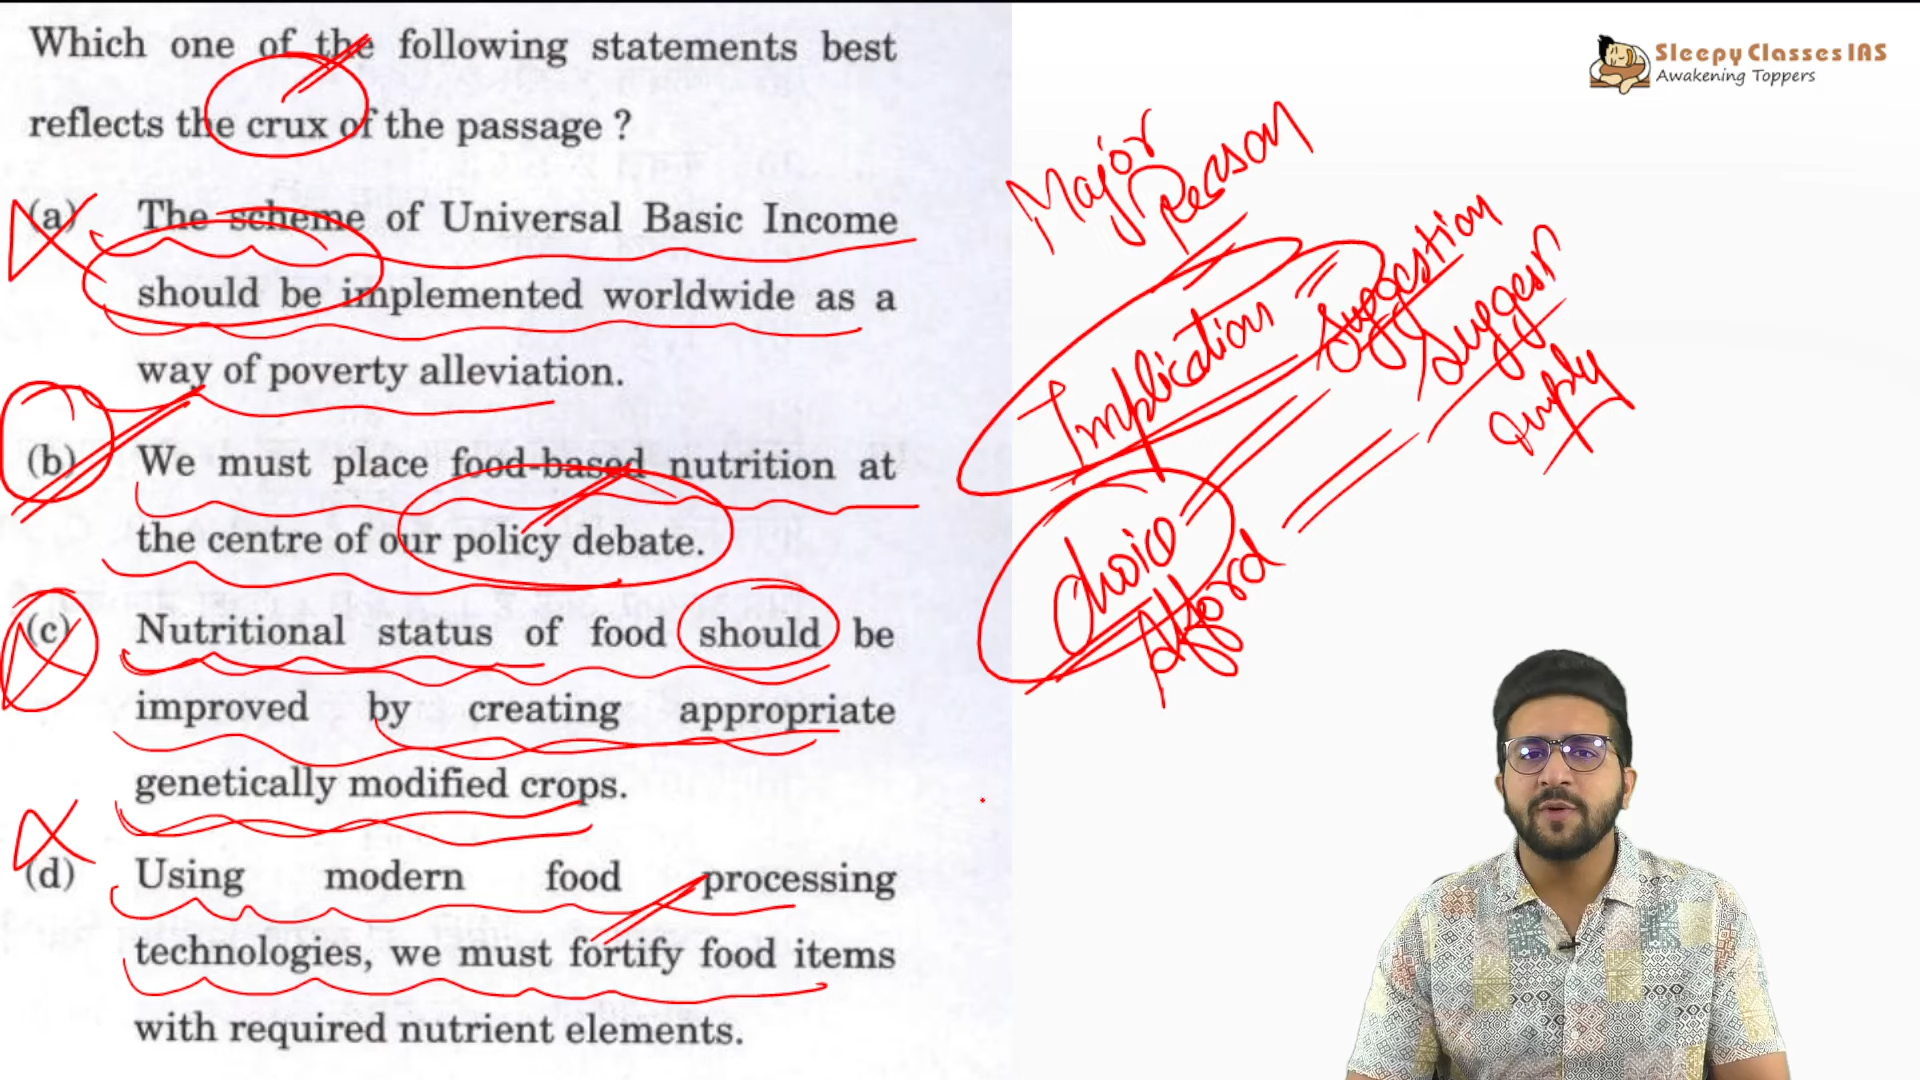 Which one of the following statements best
reflects the crux of the passage ?
(a) The scheme of Universal Basic Income
should be implemented worldwide as a
way of poverty alleviation.
(b) We must place food-based nutrition at
the centre of our policy debate.
(c) Nutritional status of food should be
improved by creating appropriate
genetically modified crops.
(d) Using modern food processing
technologies, we must fortify food items
with required nutrient elements.
Sleepy Classes IAS
Awakening Toppers
Major
Reason
Implication
Suggestion
Suggest
imply
choice
Afford